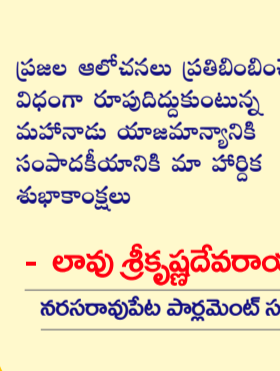 ప్రజల ఆలోచనలు ప్రతిబింబించే
విధంగా రూపుదిద్దుకుంటున్న
మహానాడు యాజమాన్యానికి
సంపాదకీయానికి మా హార్దిక
శుభాకాంక్షలు
- లావు శ్రీకృష్ణదేవరాయ
నరసరావుపేట పార్లమెంట్ స